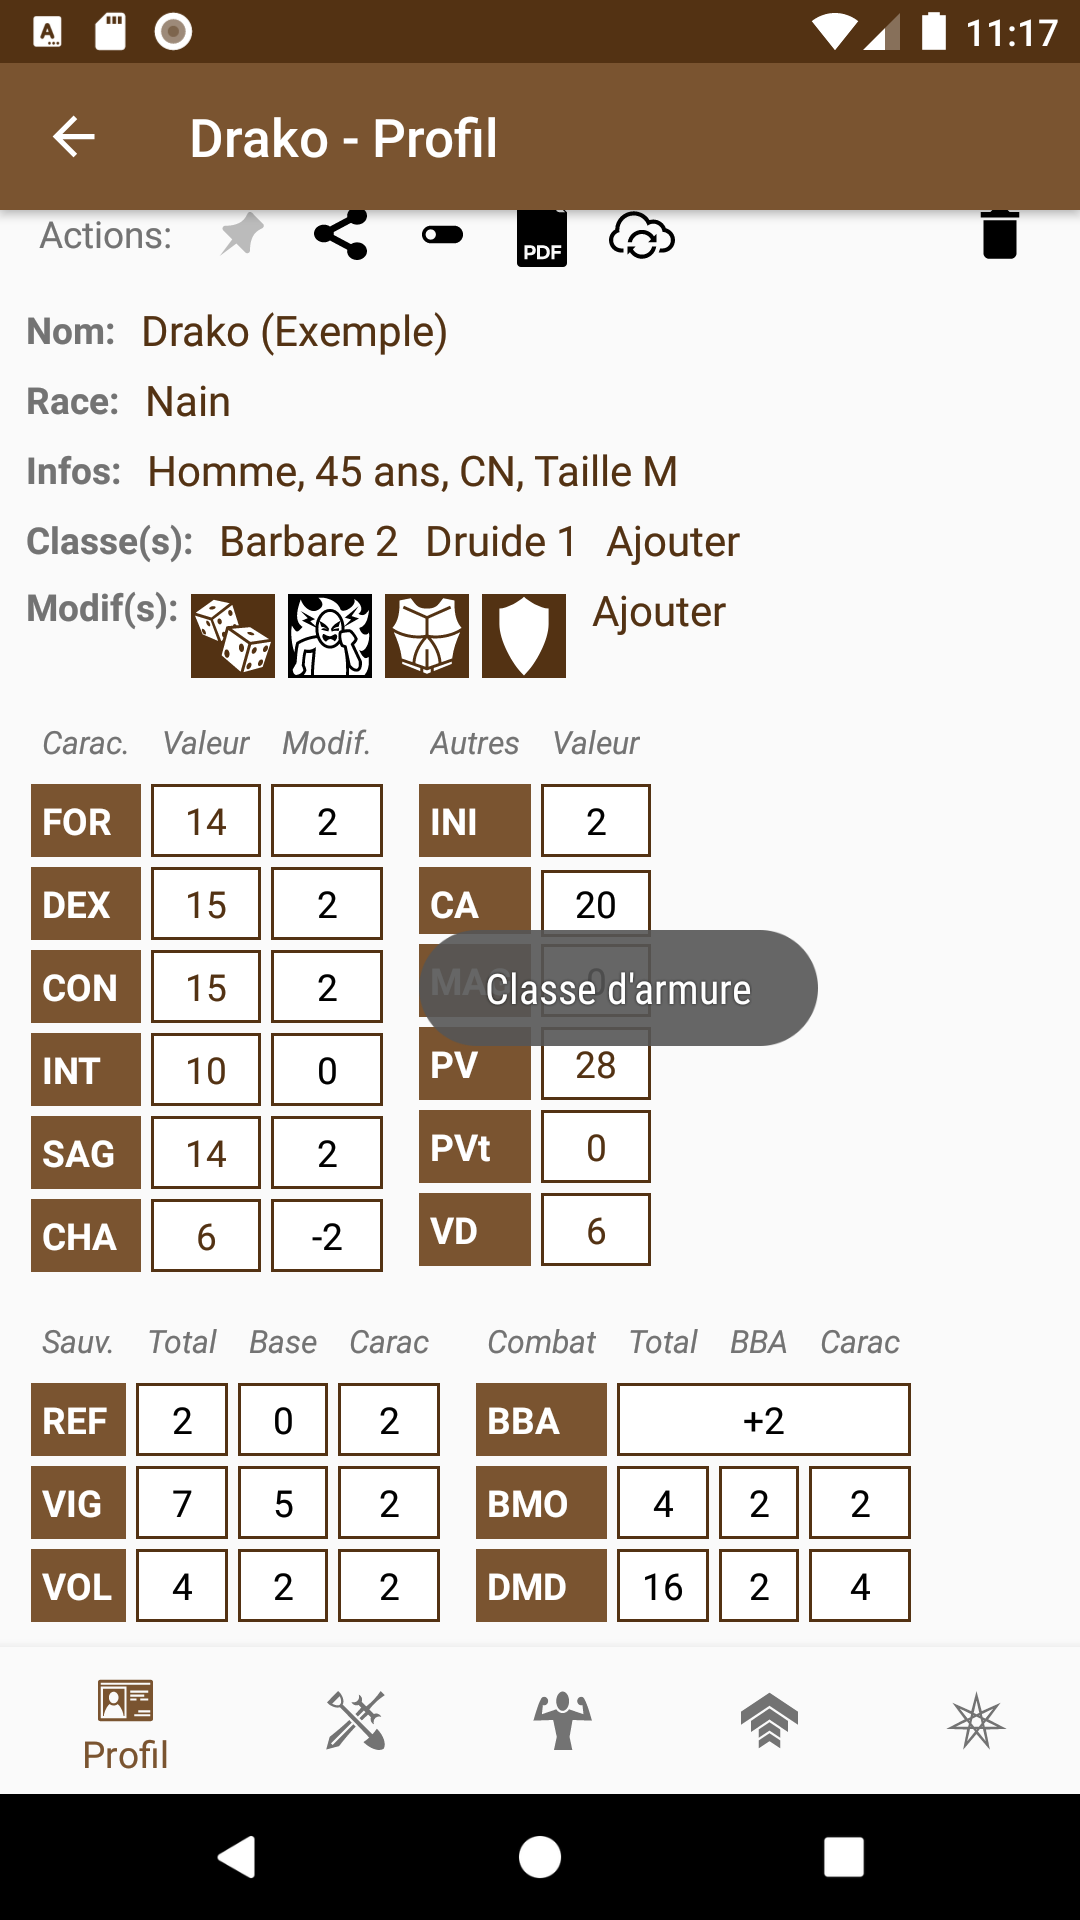 11:17
Drako - Profil
Actions: PDF
Nom: Drako (Exemple)
Race: Nain
Infos: Homme, 45 ans, CN, Taille M
Classe(s): Barbare 2 Druide 1 Ajouter
Modif(s): Ajouter
Carac. Valeur Modif. Autres Valeur
FOR 14 2 INI 2
DEX 15 2 CA 20
CON 15 2 0
Classe d'armure
INT 10 0 PV 28
SAG 14 2 PVt 0
CHA 6 -2 VD 6
Sauv. Total Base Carac Combat Total BBA Carac
REF 2 0 2 BBA +2
VIG 7 5 2 BMO 4 2 2
VOL 4 2 2 DMD 16 2 4
Profil